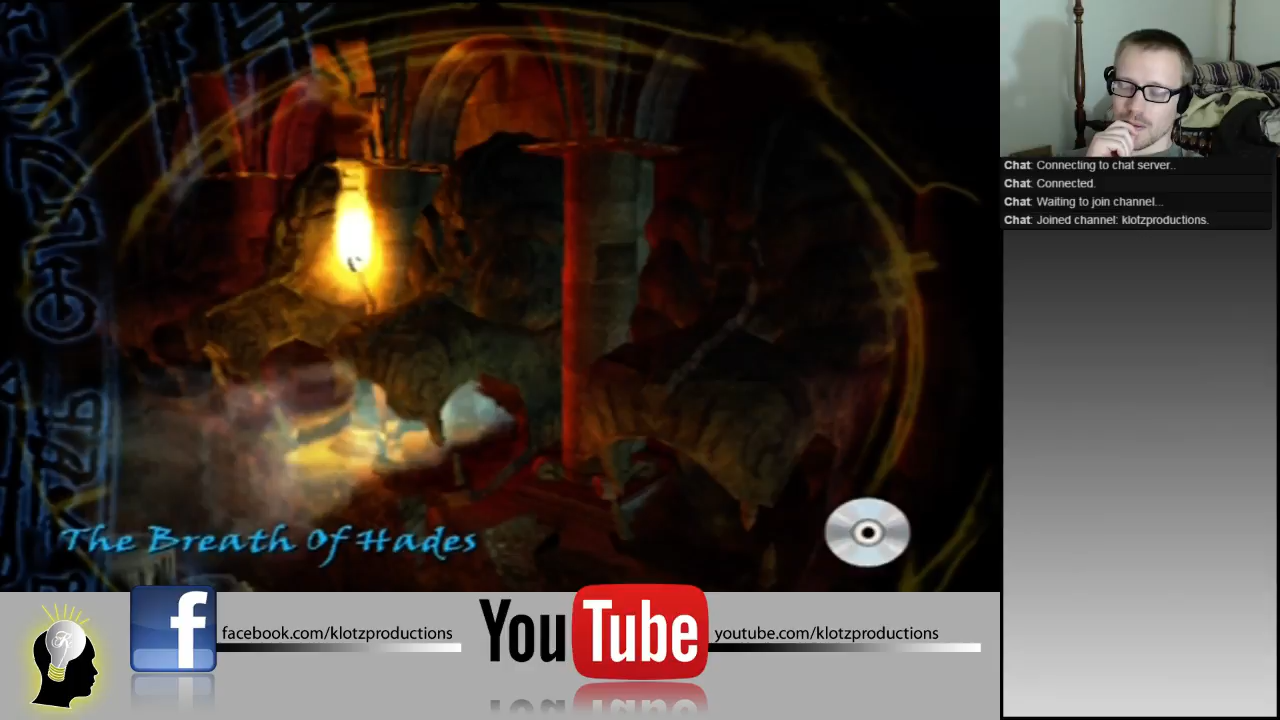 Chat: Connecting to chat server..
Chat: Connected.
Chat: Waiting to join channel...
Chat: Joined channel: klotzproductions.
The Breath Of Hades
f facebook.com/klotzproductions
YouTube youtube.com/klotzproductions